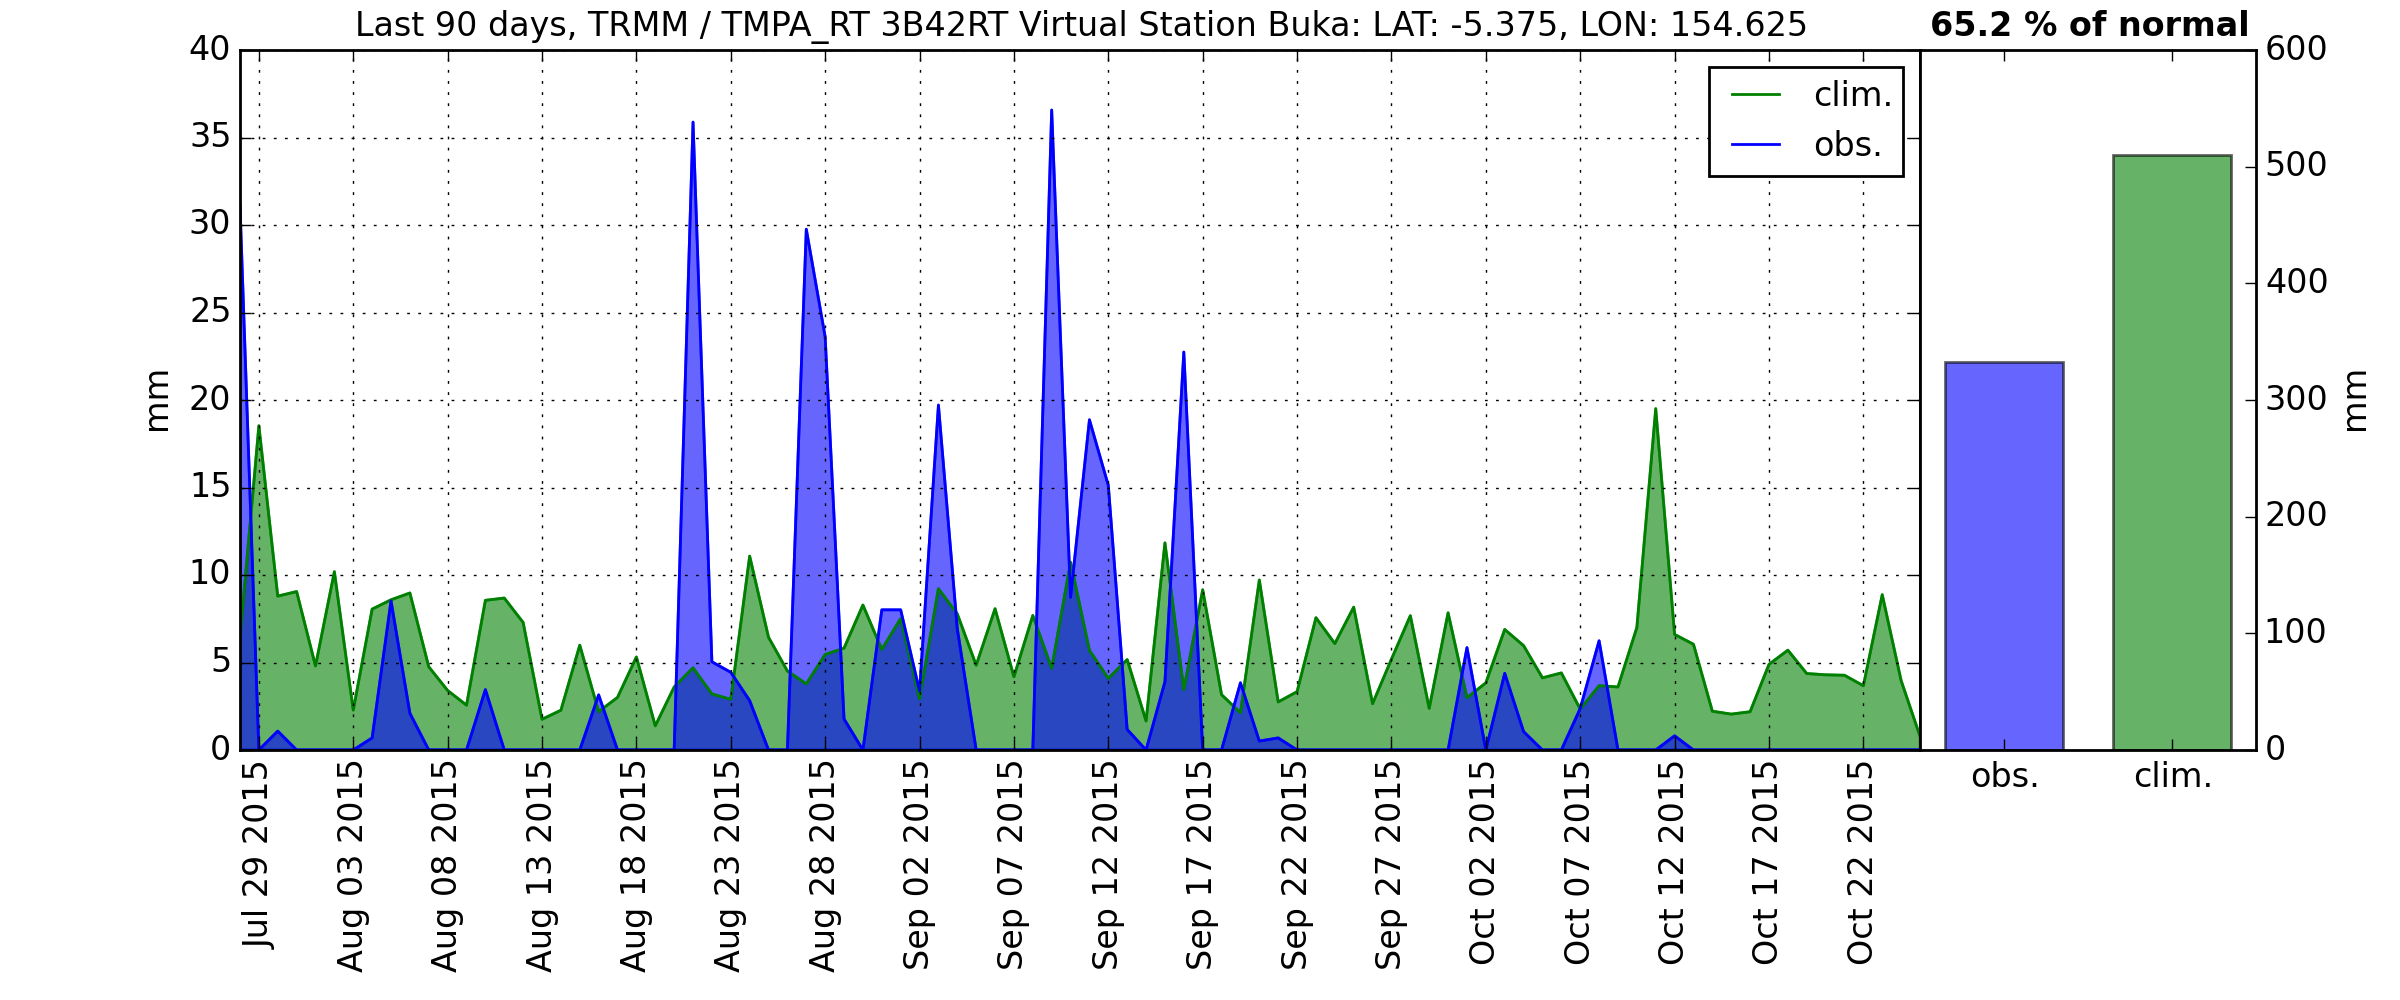 Last 90 days, TRMM / TMPA_RT 3B42RT Virtual Station Buka: LAT: -5.375, LON: 154.625
65.2 % of normal
40
35
30
25
20
15
10
5
0
mm
clim.
obs.
Jul 29 2015
Aug 03 2015
Aug 08 2015
Aug 13 2015
Aug 18 2015
Aug 23 2015
Aug 28 2015
Sep 02 2015
Sep 07 2015
Sep 12 2015
Sep 17 2015
Sep 22 2015
Sep 27 2015
Oct 02 2015
Oct 07 2015
Oct 12 2015
Oct 17 2015
Oct 22 2015
600
500
400
300
200
100
0
mm
obs.
clim.